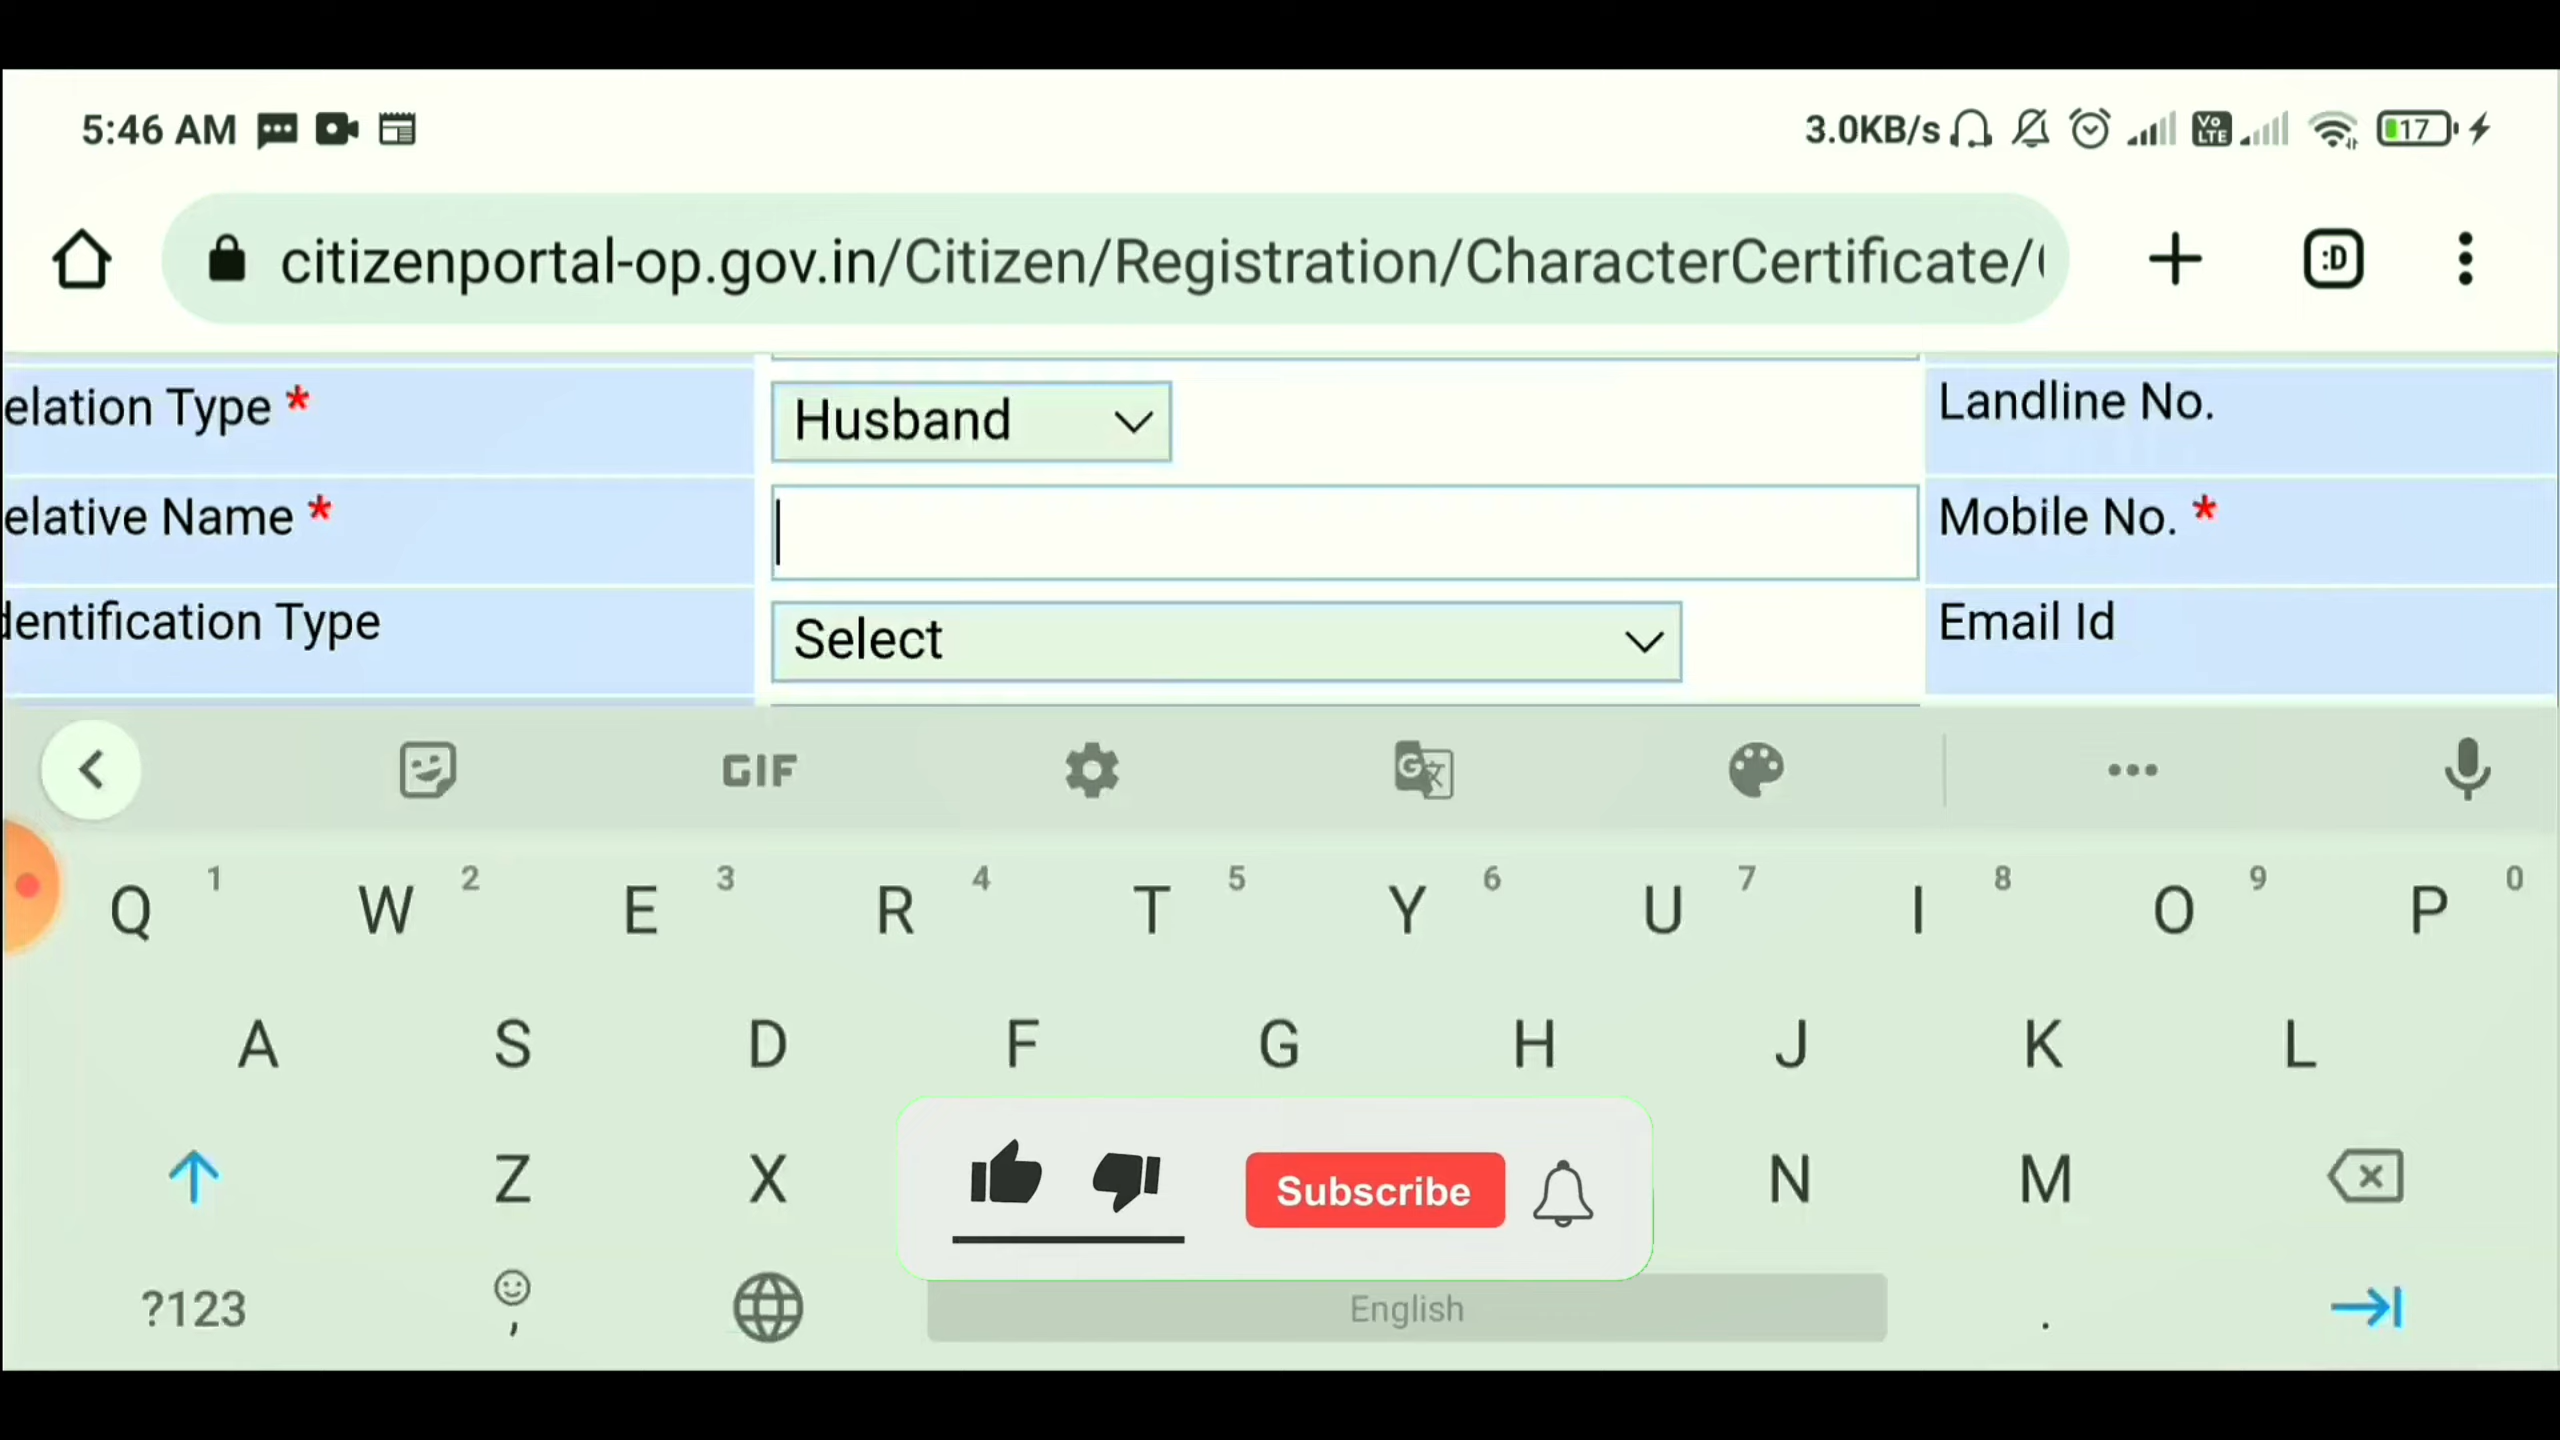 5:46 AM 3.0KB/s Vo LTE 17
citizenportal-op.gov.in/Citizen/Registration/CharacterCertificate/ :D
elation Type * Husband Landline No.
elative Name * Mobile No. *
dentification Type Select Email Id
GIF
Q 1 W 2 E 3 R 4 T 5 Y 6 U 7 I 8 O 9 P 0
A S D F G H J K L
Z X N M
Subscribe
?123 , English .